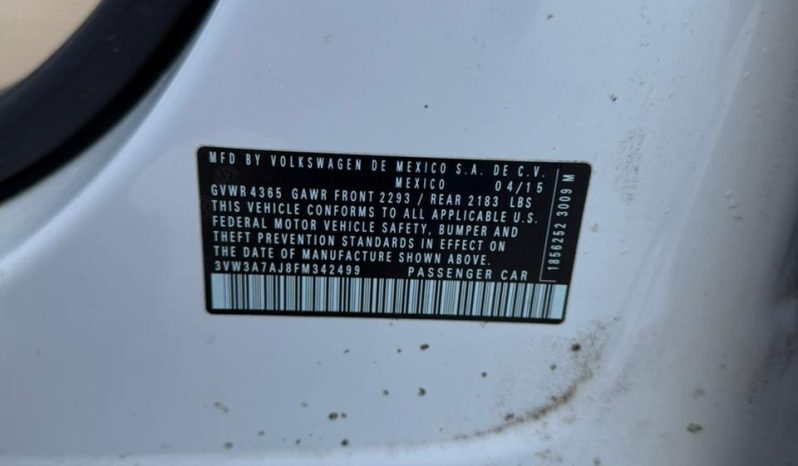 MFD BY VOLKSWAGEN DE MEXICO S.A. DE C.V.
MEXICO 04/15
GVWR 4365 GAWR FRONT 2293 / REAR 2183 LBS
THIS VEHICLE CONFORMS TO ALL APPLICABLE U.S.
FEDERAL MOTOR VEHICLE SAFETY, BUMPER AND
THEFT PREVENTION STANDARDS IN EFFECT ON
THE DATE OF MANUFACTURE SHOWN ABOVE.
3VW3A7AJ8FM342499 PASSENGER CAR
1856252 3009 M